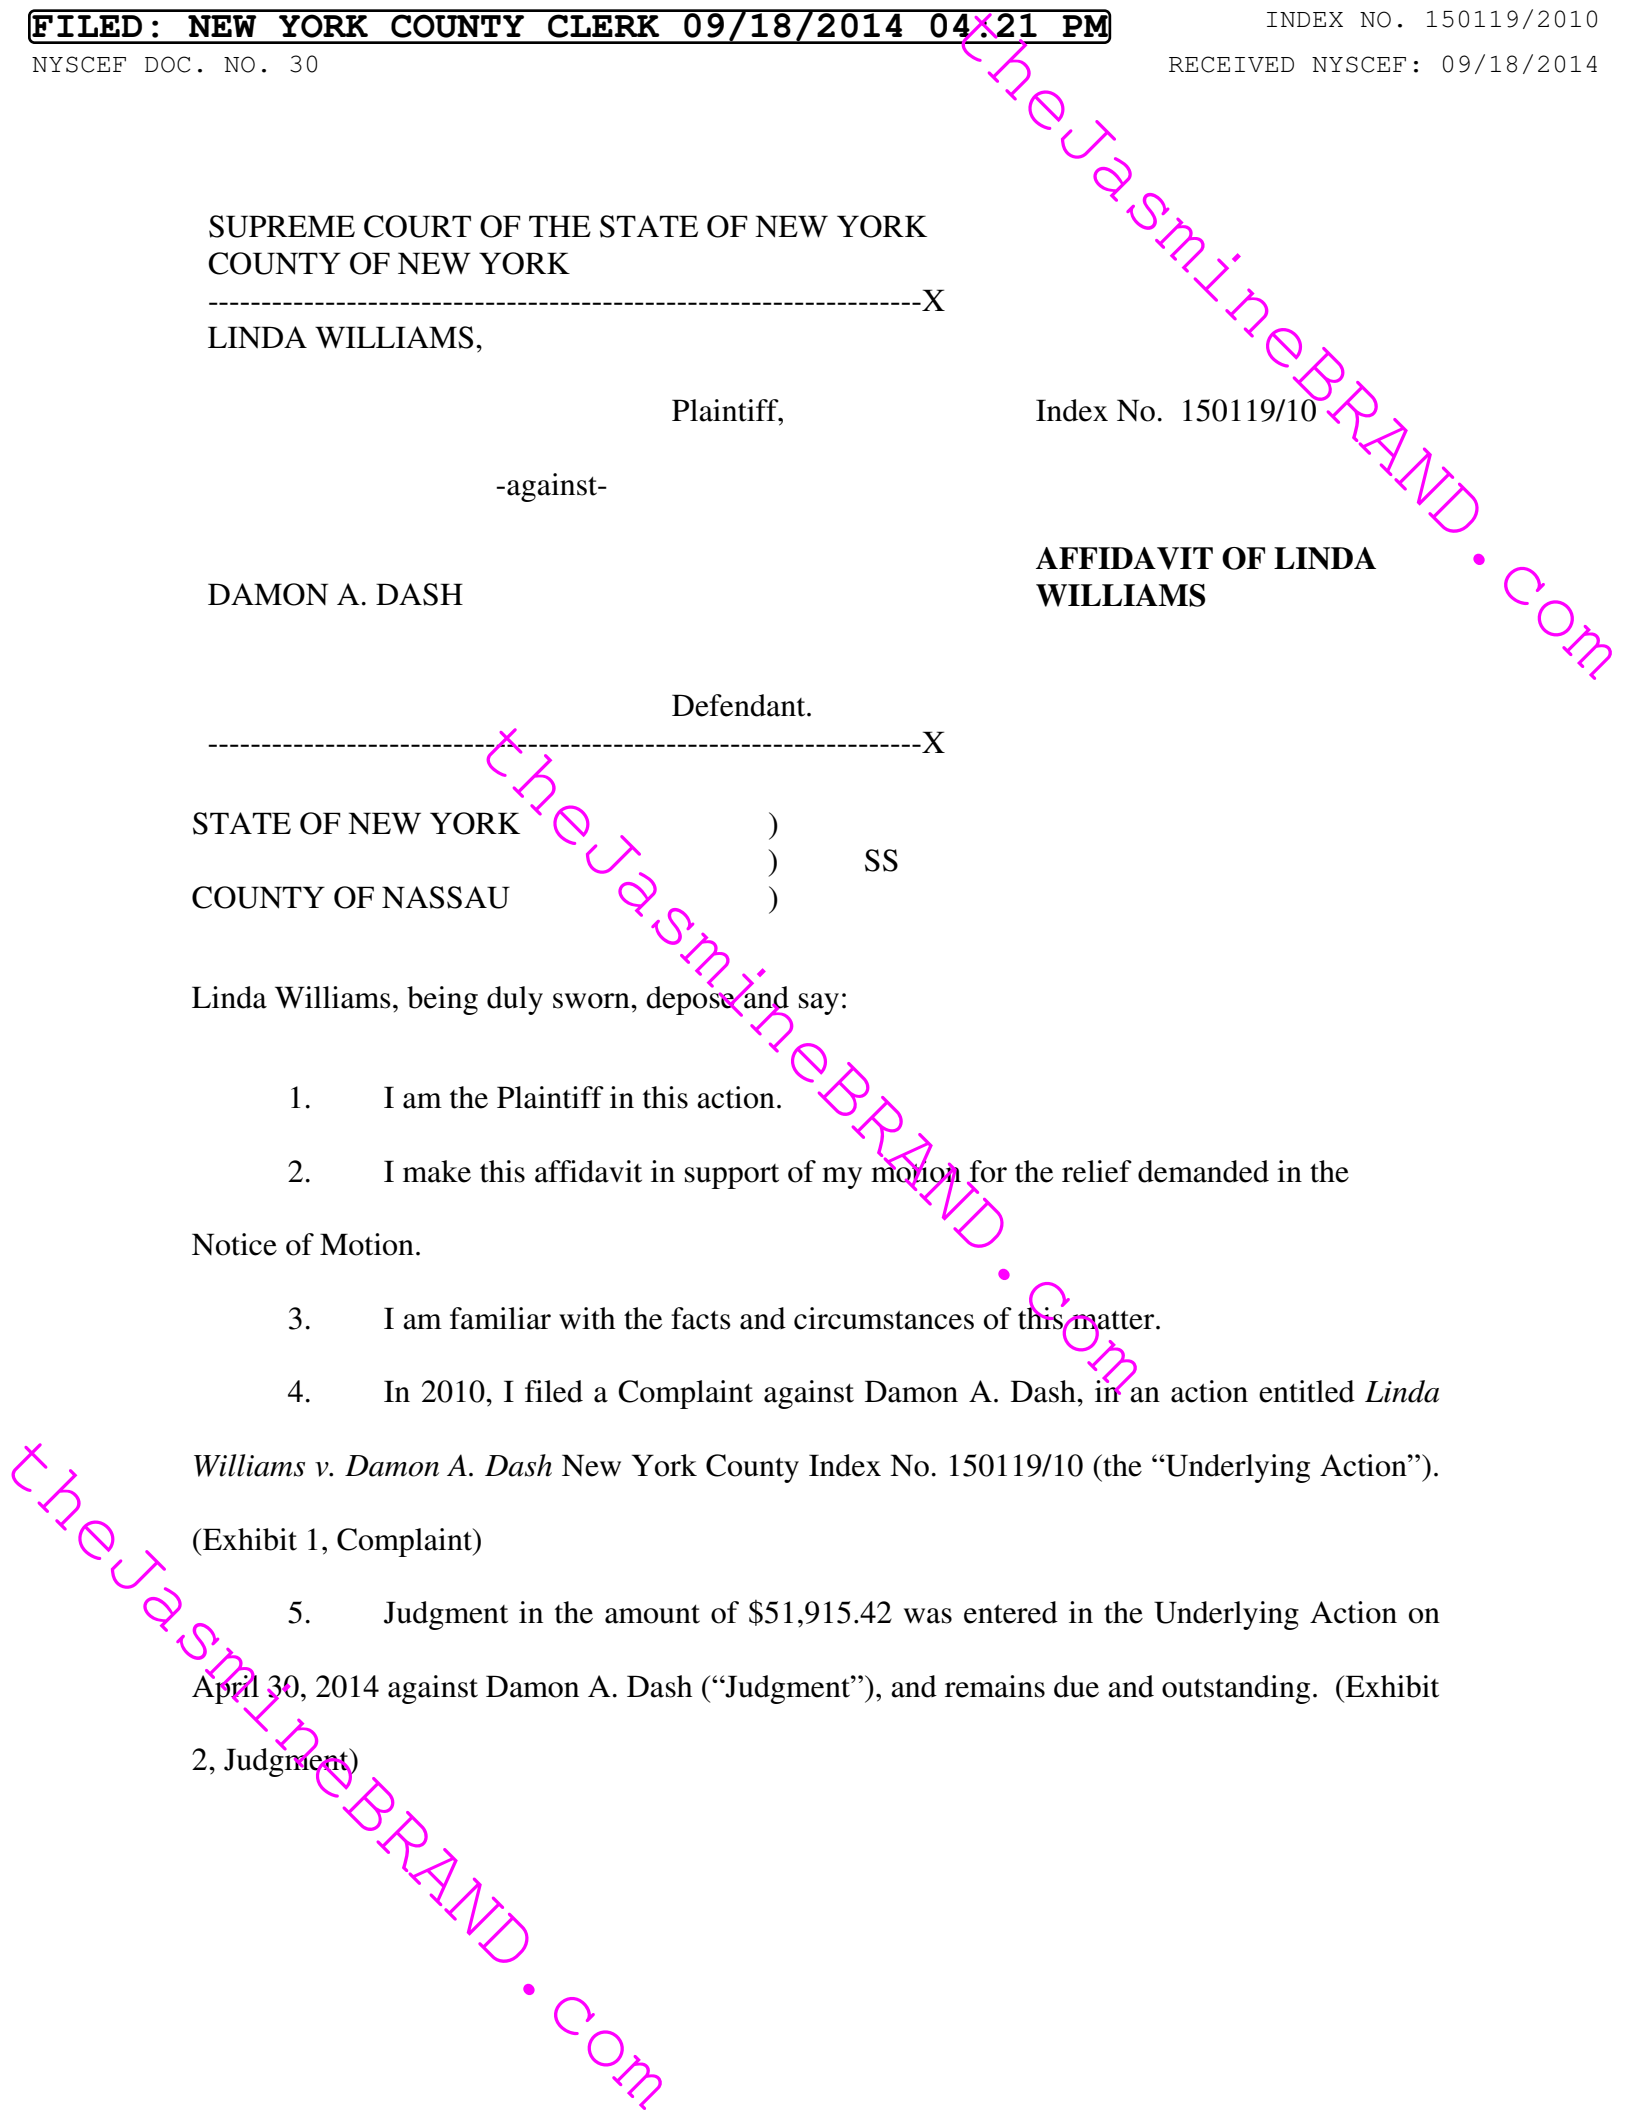 FILED: NEW YORK COUNTY CLERK 09/18/2014 04:21 PM
INDEX NO. 150119/2010
NYSCEF DOC. NO. 30
RECEIVED NYSCEF: 09/18/2014
theJasmineBRAND.com
SUPREME COURT OF THE STATE OF NEW YORK
COUNTY OF NEW YORK
-------------------------------------------------------------------X
LINDA WILLIAMS,
Plaintiff,
Index No. 150119/10
-against-
AFFIDAVIT OF LINDA
DAMON A. DASH
WILLIAMS
Defendant.
-------------------------------------------------------------------X
theJasmineBRAND.com
STATE OF NEW YORK )
) SS
COUNTY OF NASSAU )
Linda Williams, being duly sworn, depose and say:
1. I am the Plaintiff in this action.
2. I make this affidavit in support of my motion for the relief demanded in the
Notice of Motion.
3. I am familiar with the facts and circumstances of this matter.
4. In 2010, I filed a Complaint against Damon A. Dash, in an action entitled Linda
Williams v. Damon A. Dash New York County Index No. 150119/10 (the “Underlying Action”).
(Exhibit 1, Complaint)
theJasmineBRAND.com
5. Judgment in the amount of $51,915.42 was entered in the Underlying Action on
April 30, 2014 against Damon A. Dash (“Judgment”), and remains due and outstanding. (Exhibit
2, Judgment)